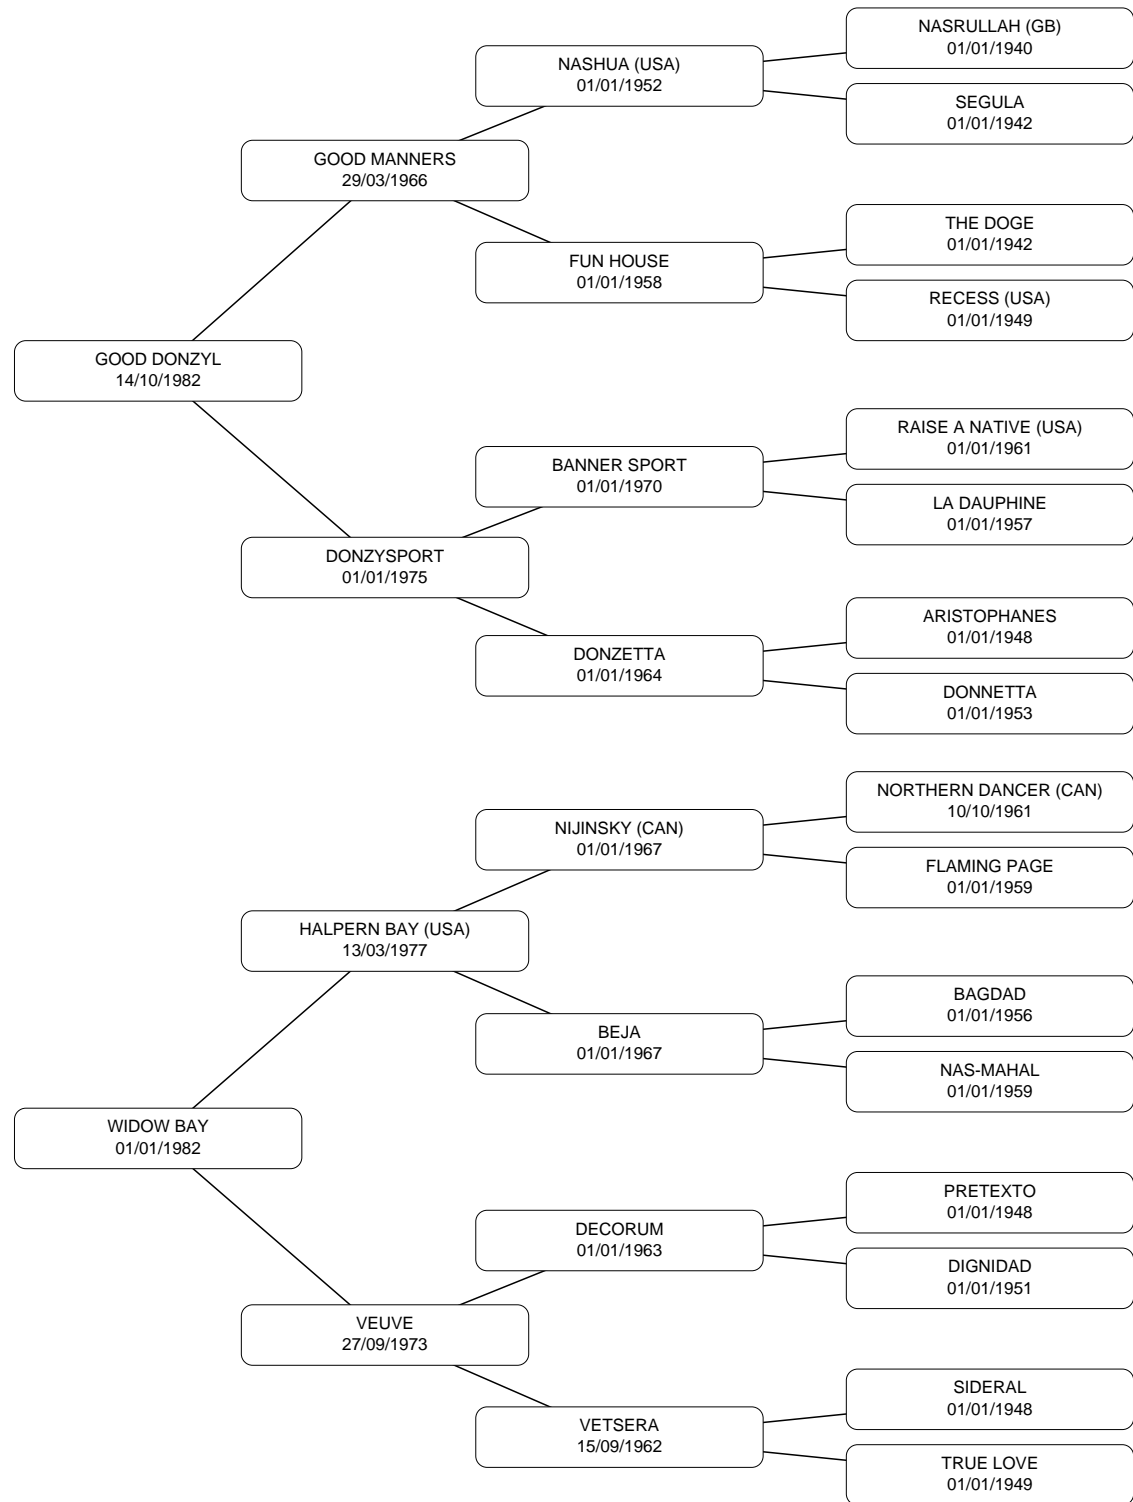 NASRULLAH (GB)
01/01/1940
NASHUA (USA)
01/01/1952
SEGULA
01/01/1942
GOOD MANNERS
29/03/1966
THE DOGE
01/01/1942
FUN HOUSE
01/01/1958
RECESS (USA)
01/01/1949
GOOD DONZYL
14/10/1982
RAISE A NATIVE (USA)
01/01/1961
BANNER SPORT
01/01/1970
LA DAUPHINE
01/01/1957
DONZYSPORT
01/01/1975
ARISTOPHANES
01/01/1948
DONZETTA
01/01/1964
DONNETTA
01/01/1953
NORTHERN DANCER (CAN)
10/10/1961
NIJINSKY (CAN)
01/01/1967
FLAMING PAGE
01/01/1959
HALPERN BAY (USA)
13/03/1977
BAGDAD
01/01/1956
BEJA
01/01/1967
NAS-MAHAL
01/01/1959
WIDOW BAY
01/01/1982
PRETEXTO
01/01/1948
DECORUM
01/01/1963
DIGNIDAD
01/01/1951
VEUVE
27/09/1973
SIDERAL
01/01/1948
VETSERA
15/09/1962
TRUE LOVE
01/01/1949